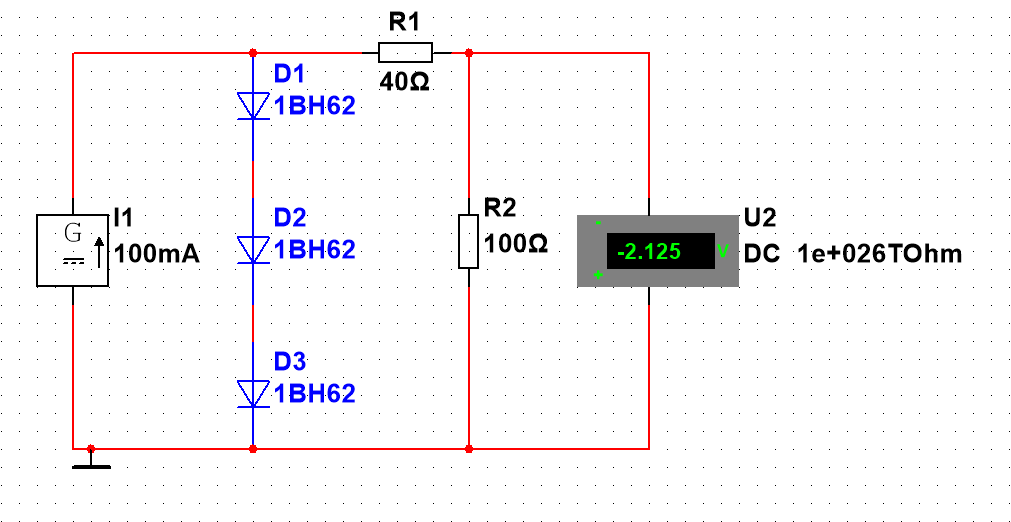 R1
40Ω
D1
1BH62
D2
1BH62
D3
1BH62
I1
100mA
G
R2
100Ω
U2
DC 1e+026TOhm
-
-2.125 V
+